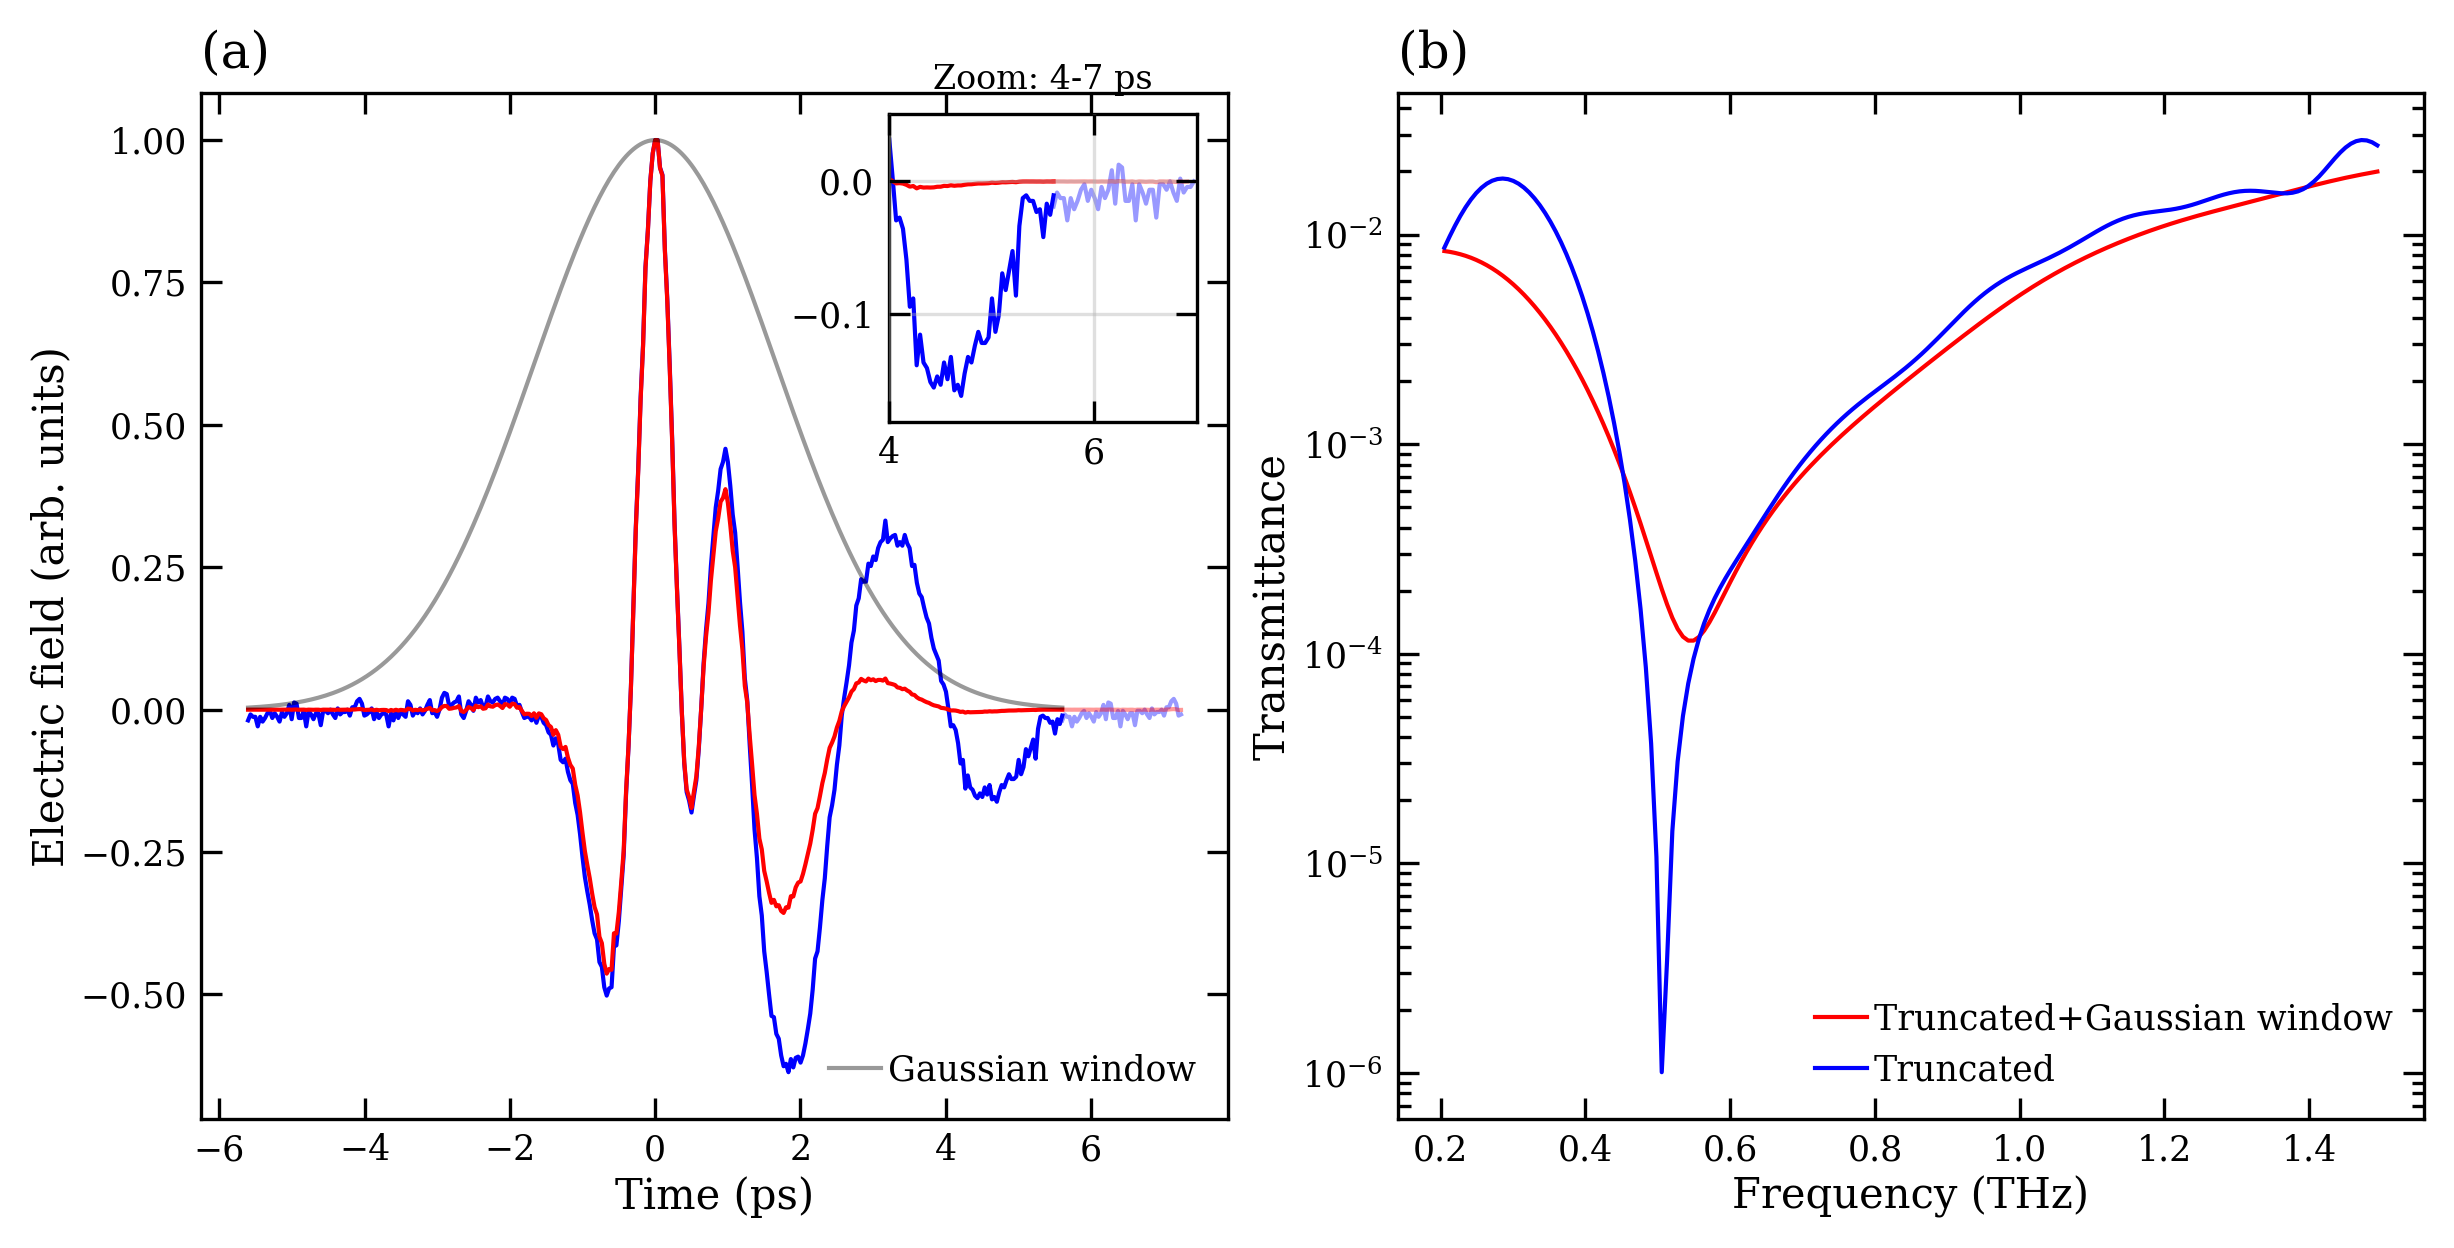 (a)
Zoom: 4-7 ps
0.0
−0.1
4 6
1.00
0.75
0.50
0.25
0.00
−0.25
−0.50
Electric field (arb. units)
Gaussian window
−6 −4 −2 0 2 4 6
Time (ps)
(b)
10⁻²
10⁻³
10⁻⁴
10⁻⁵
10⁻⁶
Transmittance
Truncated+Gaussian window
Truncated
0.2 0.4 0.6 0.8 1.0 1.2 1.4
Frequency (THz)